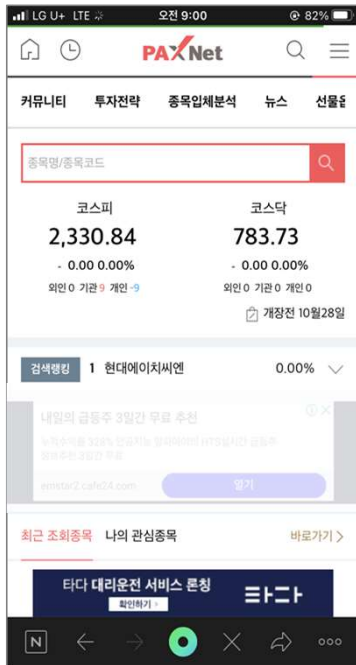 LG U+ LTE 오전 9:00 82%
PAXNet
커뮤니티 투자전략 종목입체분석 뉴스 선물옵
종목명/종목코드
코스피 코스닥
2,330.84 783.73
- 0.00 0.00% - 0.00 0.00%
외인 0 기관 9 개인 -9 외인 0 기관 0 개인 0
개장전 10월28일
검색랭킹 1 현대에이치씨엔 0.00%
내일의 급등주 3일간 무료 추천
emstar2.cafe24.com 열기
최근 조회종목 나의 관심종목 바로가기 >
타다 대리운전 서비스 론칭
확인하기 >
타다
N